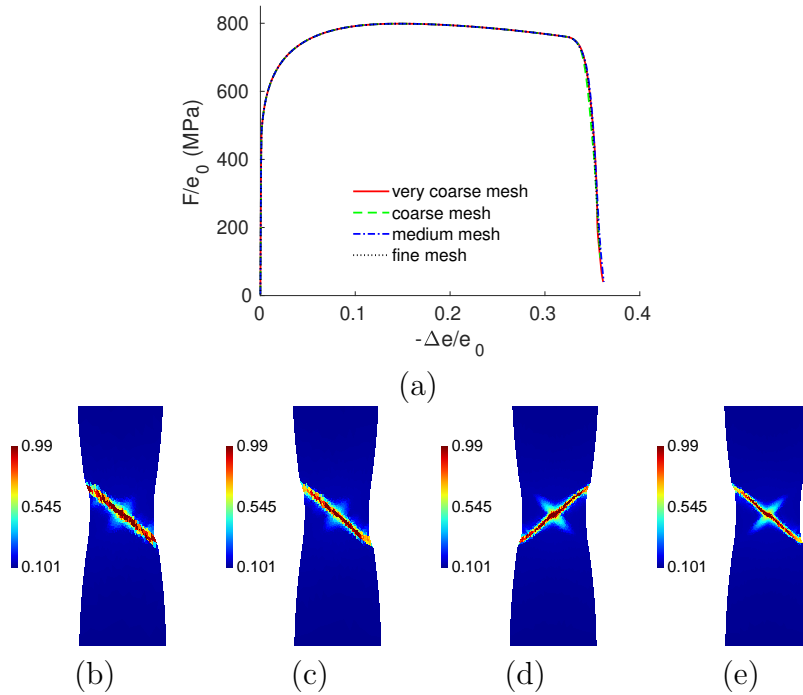 800
600
400
200
0
F/e0 (MPa)
very coarse mesh
coarse mesh
medium mesh
fine mesh
0 0.1 0.2 0.3 0.4
-Δe/e0
(a)
0.99 0.99 0.99 0.99
0.545 0.545 0.545 0.545
0.101 0.101 0.101 0.101
(b) (c) (d) (e)